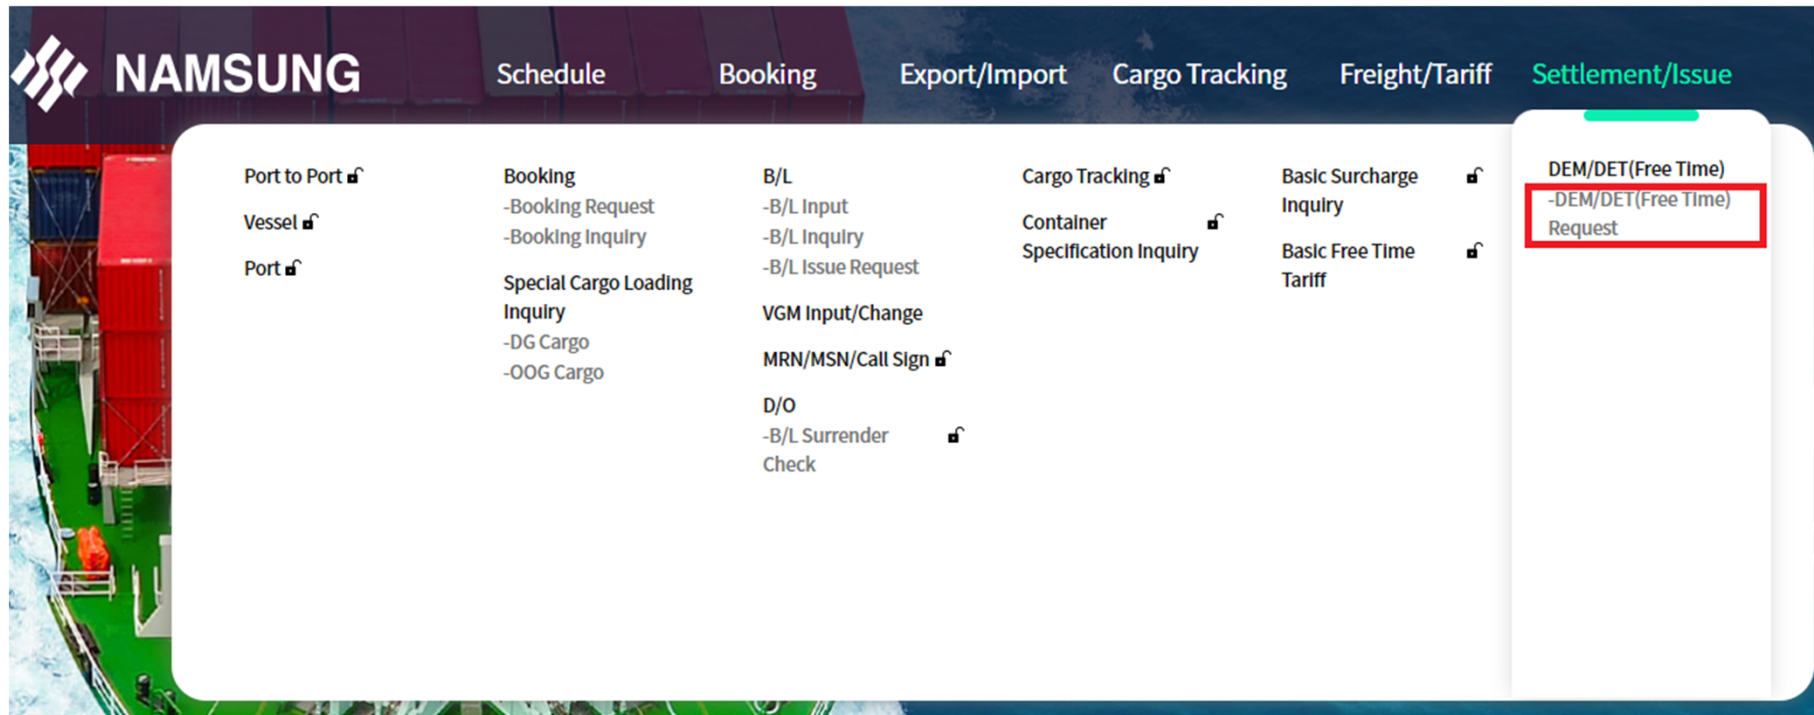 NAMSUNG
Schedule
Booking
Export/Import
Cargo Tracking
Freight/Tariff
Settlement/Issue
Port to Port
Vessel
Port
Booking
-Booking Request
-Booking Inquiry
Special Cargo Loading
Inquiry
-DG Cargo
-OOG Cargo
B/L
-B/L Input
-B/L Inquiry
-B/L Issue Request
VGM Input/Change
MRN/MSN/Call Sign
D/O
-B/L Surrender
Check
Cargo Tracking
Container
Specification Inquiry
Basic Surcharge
Inquiry
Basic Free Time
Tariff
DEM/DET(Free TIme)
-DEM/DET(Free TIme)
Request